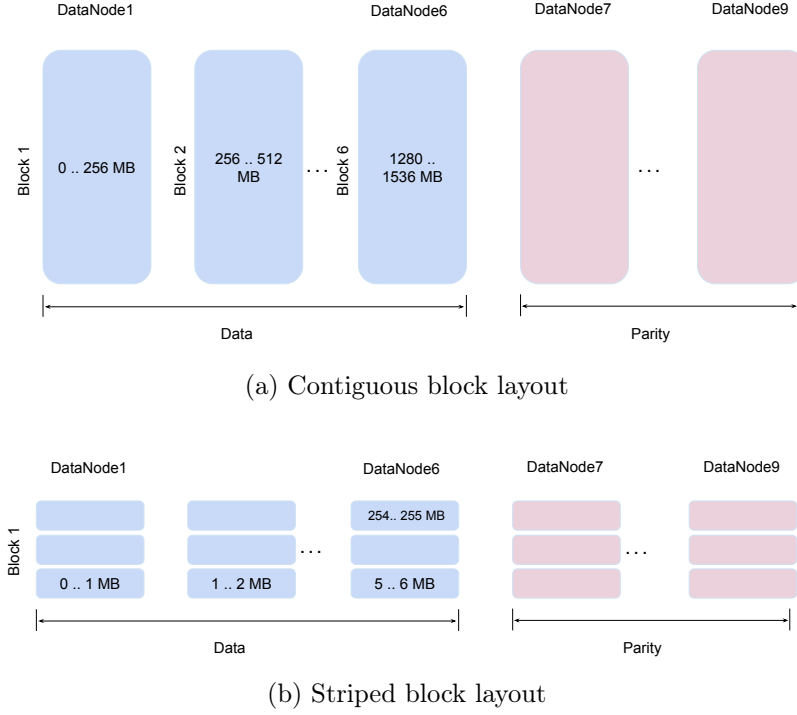 DataNode1
DataNode6
DataNode7
DataNode9
Block 1
0 .. 256 MB
Block 2
256 .. 512
MB
...
Block 6
1280 ..
1536 MB
...
Data
Parity
(a) Contiguous block layout
DataNode1
DataNode6
DataNode7
DataNode9
Block 1
254.. 255 MB
...
...
0 .. 1 MB
1 .. 2 MB
5 .. 6 MB
Data
Parity
(b) Striped block layout